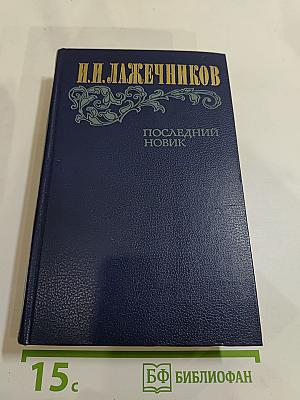 И.И.ЛАЖЕЧНИКОВ
ПОСЛЕДНИЙ
НОВИК
15с
БФ БИБЛИОФАН